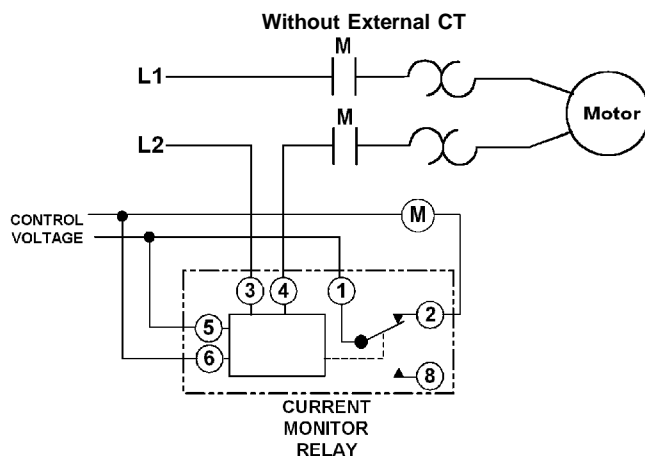 Without External CT
M
L1
M
Motor
L2
CONTROL
VOLTAGE
M
3 4 1
5
2
6
8
CURRENT
MONITOR
RELAY